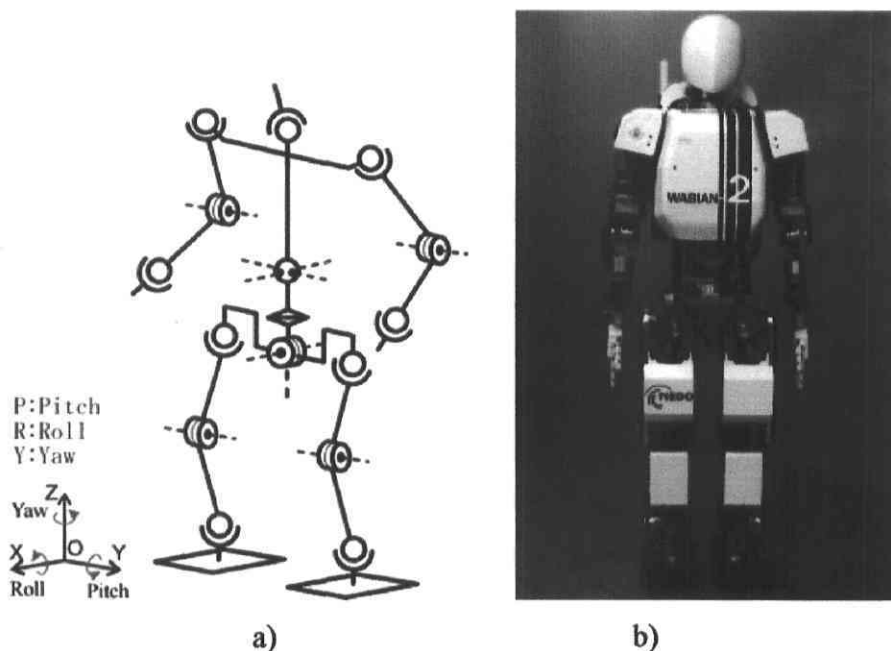 P:Pitch
R:Roll
Y:Yaw
Z
Yaw
X
O
Y
Roll
Pitch
WABIAN-2
a)
b)